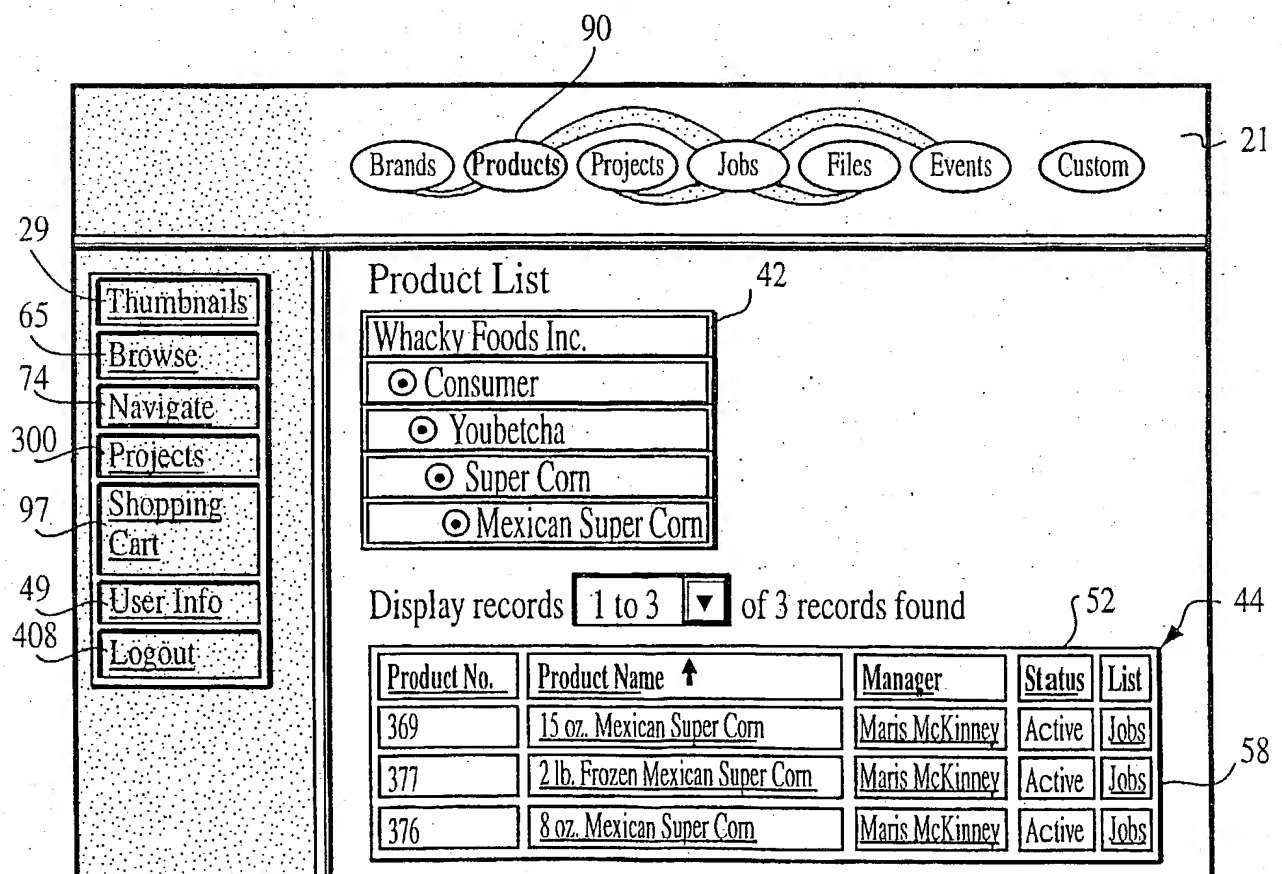 90
Brands Products Projects Jobs Files Events Custom
21
29
Thumbnails
65
Browse
74
Navigate
300
Projects
97
Shopping
Cart
49
User Info
408
Logout
Product List
42
Whacky Foods Inc.
Consumer
Youbetcha
Super Corn
Mexican Super Corn
Display records 1 to 3 of 3 records found
52
44
Product No. Product Name Manager Status List
369 15 oz. Mexican Super Corn Maris McKinney Active Jobs
377 2 lb. Frozen Mexican Super Corn Maris McKinney Active Jobs
58
376 8 oz. Mexican Super Corn Maris McKinney Active Jobs